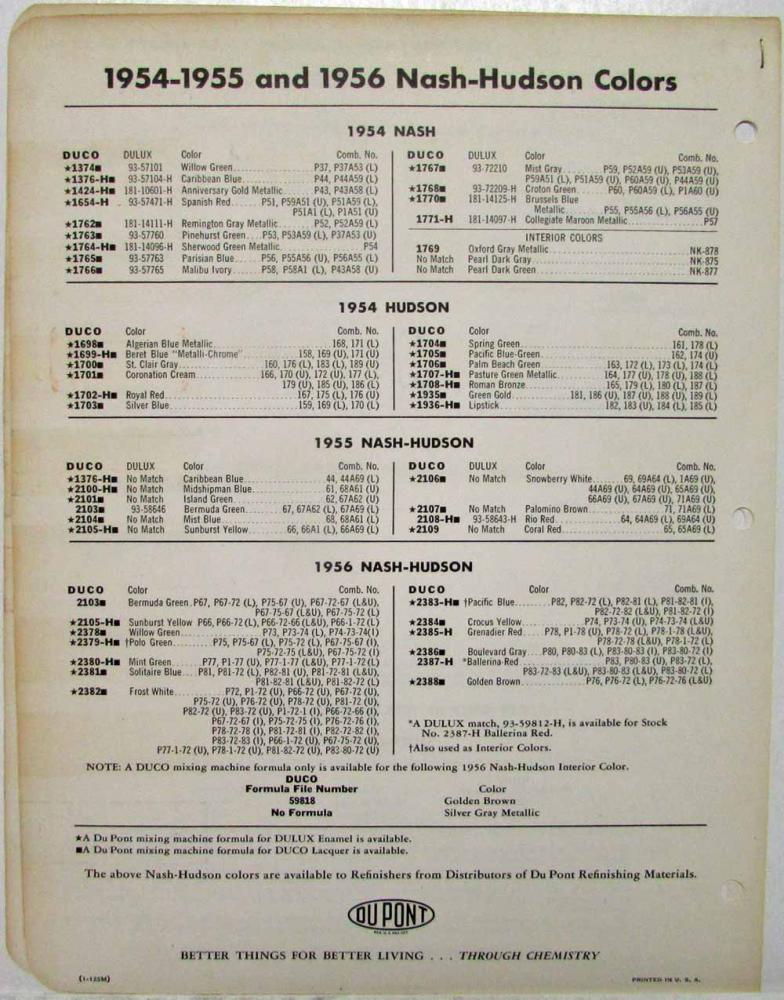 1954-1955 and 1956 Nash-Hudson Colors
1954 NASH
DUCO DULUX Color Comb. No.
★1374■ 93-57101 Willow Green P37, P37A53 (L)
★1376-H■ 93-57104-H Caribbean Blue P44, P44A59 (L)
★1424-H■ 181-10601-H Anniversary Gold Metallic P43, P43A58 (L)
★1654-H 93-57471-H Spanish Red P51, P59A51 (U), P51A59 (L),
P51A1 (L), P1A51 (U)
★1762■ 181-14111-H Remington Gray Metallic P52, P52A59 (L)
★1763■ 93-57760 Pinehurst Green P53, P53A59 (L), P37A53 (U)
★1764-H■ 181-14096-H Sherwood Green Metallic P54
★1765■ 93-57763 Parisian Blue P56, P55A56 (U), P56A55 (L)
★1766■ 93-57765 Malibu Ivory P58, P58A1 (L), P43A58 (U)
DUCO DULUX Color Comb. No.
★1767■ 93-72210 Mist Gray P59, P52A59 (U), P53A59 (U),
P59A51 (L), P51A59 (U), P60A59 (U), P44A59 (U)
★1768■ 93-72209-H Croton Green P60, P60A59 (L), P1A60 (U)
★1770■ 181-14125-H Brussels Blue
Metallic P55, P55A56 (L), P56A55 (U)
1771-H 181-14097-H Collegiate Maroon Metallic P57
INTERIOR COLORS
1769 Oxford Gray Metallic NK-878
No Match Pearl Dark Gray NK-875
No Match Pearl Dark Green NK-877
1954 HUDSON
DUCO Color Comb. No.
★1698■ Algerian Blue Metallic 168, 171 (L)
★1699-H■ Beret Blue "Metalli-Chrome" 158, 169 (U), 171 (U)
★1700■ St. Clair Gray 160, 176 (L), 183 (L), 189 (U)
★1701■ Coronation Cream 166, 170 (U), 172 (U), 177 (L),
179 (U), 185 (U), 186 (L)
★1702-H■ Royal Red 167, 175 (L), 176 (U)
★1703■ Silver Blue 159, 169 (L), 170 (L)
DUCO Color Comb. No.
★1704■ Spring Green 161, 178 (L)
★1705■ Pacific Blue-Green 162, 174 (U)
★1706■ Palm Beach Green 163, 172 (L), 173 (L), 174 (L)
★1707-H■ Pasture Green Metallic 164, 177 (U), 178 (U), 188 (L)
★1708-H■ Roman Bronze 165, 179 (L), 180 (L), 187 (L)
★1935■ Green Gold 181, 186 (U), 187 (U), 188 (U), 189 (L)
★1936-H■ Lipstick 182, 183 (U), 184 (L), 185 (L)
1955 NASH-HUDSON
DUCO DULUX Color Comb. No.
★1376-H■ No Match Caribbean Blue 44, 44A69 (L)
★2100-H■ No Match Midshipman Blue 61, 68A61 (U)
★2101■ No Match Island Green 62, 67A62 (U)
2103■ 93-58646 Bermuda Green 67, 67A62 (L), 67A69 (L)
★2104■ No Match Mist Blue 68, 68A61 (L)
★2105-H■ No Match Sunburst Yellow 66, 66A1 (L), 66A69 (L)
DUCO DULUX Color Comb. No.
★2106■ No Match Snowberry White 69, 69A64 (L), 1A69 (U),
44A69 (U), 64A69 (U), 65A69 (U),
66A69 (U), 67A69 (U), 71A69 (U)
★2107■ No Match Palomino Brown 71, 71A69 (L)
2108-H■ 93-58643-H Rio Red 64, 64A69 (L), 69A64 (U)
★2109 No Match Coral Red 65, 65A69 (L)
1956 NASH-HUDSON
DUCO Color Comb. No.
2103■ Bermuda Green P67, P67-72 (L), P75-67 (U), P67-72-67 (L&U),
P67-75-67 (L&U), P67-75-72 (L)
★2105-H■ Sunburst Yellow P66, P66-72 (L), P66-72-66 (L&U), P66-1-72 (L)
★2378■ Willow Green P73, P73-74 (L), P74-73-74(I)
★2379-H■ †Polo Green P75, P75-67 (L), P75-72 (L), P67-75-67 (I),
P75-72-75 (L&U), P67-75-72 (I)
★2380-H■ Mint Green P77, P1-77 (U), P77-1-77 (L&U), P77-1-72 (L)
★2381■ Solitaire Blue P81, P81-72 (L), P82-81 (U), P81-72-81 (L&U),
P81-82-81 (L&U), P81-82-72 (L)
★2382■ Frost White P72, P1-72 (U), P66-72 (U), P67-72 (U),
P75-72 (U), P76-72 (U), P78-72 (U), P81-72 (U),
P82-72 (U), P83-72 (U), P1-72-1 (I), P66-72-66 (I),
P67-72-67 (I), P75-72-75 (I), P76-72-76 (I),
P78-72-78 (I), P81-72-81 (I), P82-72-82 (I),
P83-72-83 (I), P66-1-72 (U), P67-75-72 (U),
P77-1-72 (U), P78-1-72 (U), P81-82-72 (U), P83-80-72 (U)
DUCO Color Comb. No.
★2383-H■ †Pacific Blue P82, P82-72 (L), P82-81 (L), P81-82-81 (I),
P82-72-82 (L&U), P81-82-72 (I)
★2384■ Crocus Yellow P74, P73-74 (U), P74-73-74 (L&U)
★2385-H Grenadier Red P78, P1-78 (U), P78-72 (L), P78-1-78 (L&U),
P78-72-78 (L&U), P78-1-72 (L)
★2386■ Boulevard Gray P80, P80-83 (L), P83-80-83 (I), P83-80-72 (I)
2387-H *Ballerina Red P83, P80-83 (U), P83-72 (L),
P83-72-83 (L&U), P83-80-83 (L&U), P83-80-72 (L)
★2388■ Golden Brown P76, P76-72 (L), P76-72-76 (L&U)
*A DULUX match, 93-59812-H, is available for Stock
No. 2387-H Ballerina Red.
†Also used as Interior Colors.
NOTE: A DUCO mixing machine formula only is available for the following 1956 Nash-Hudson Interior Color.
DUCO
Formula File Number Color
59818 Golden Brown
No Formula Silver Gray Metallic
★A Du Pont mixing machine formula for DULUX Enamel is available.
■A Du Pont mixing machine formula for DUCO Lacquer is available.
The above Nash-Hudson colors are available to Refinishers from Distributors of Du Pont Refinishing Materials.
DU PONT
BETTER THINGS FOR BETTER LIVING . . . THROUGH CHEMISTRY
(1-125M)
PRINTED IN U. S. A.